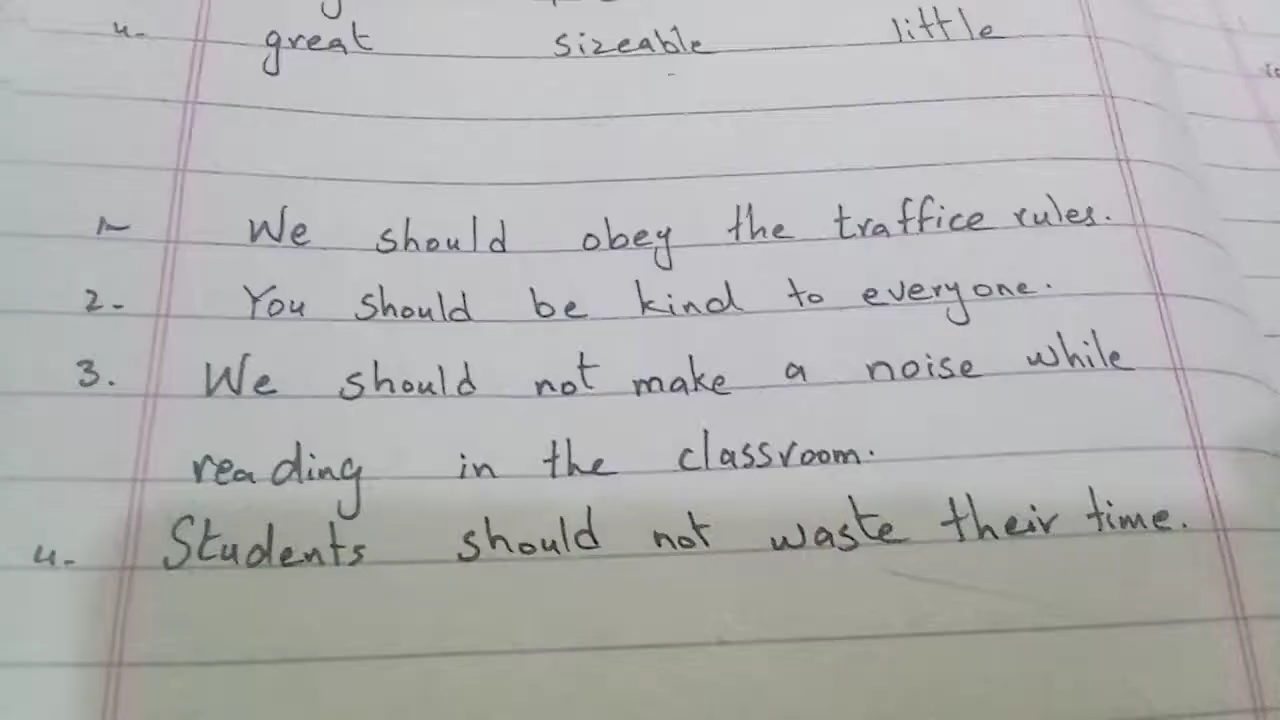 4- great sizeable little
1- We should obey the traffice rules.
2- You should be kind to everyone.
3. We should not make a noise while
reading in the classroom.
4- Students should not waste their time.